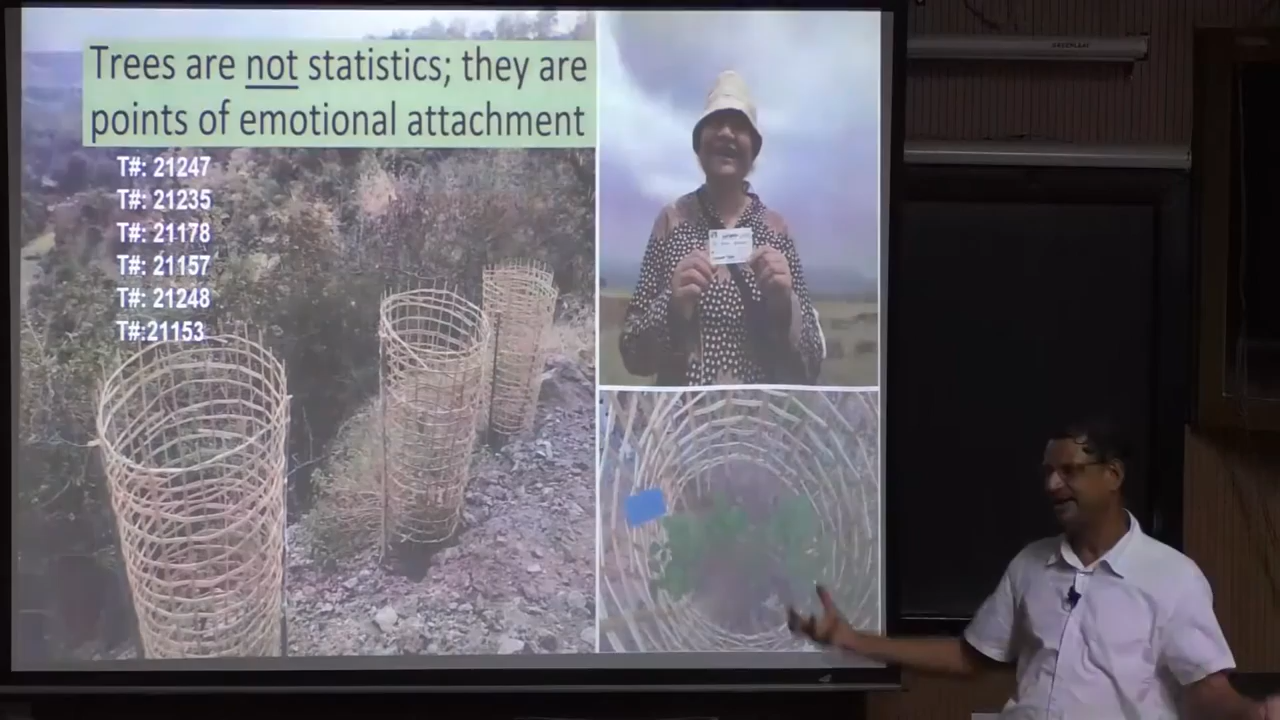 Trees are not statistics; they are
points of emotional attachment
T#: 21247
T#: 21235
T#: 21178
T#: 21157
T#: 21248
T#:21153